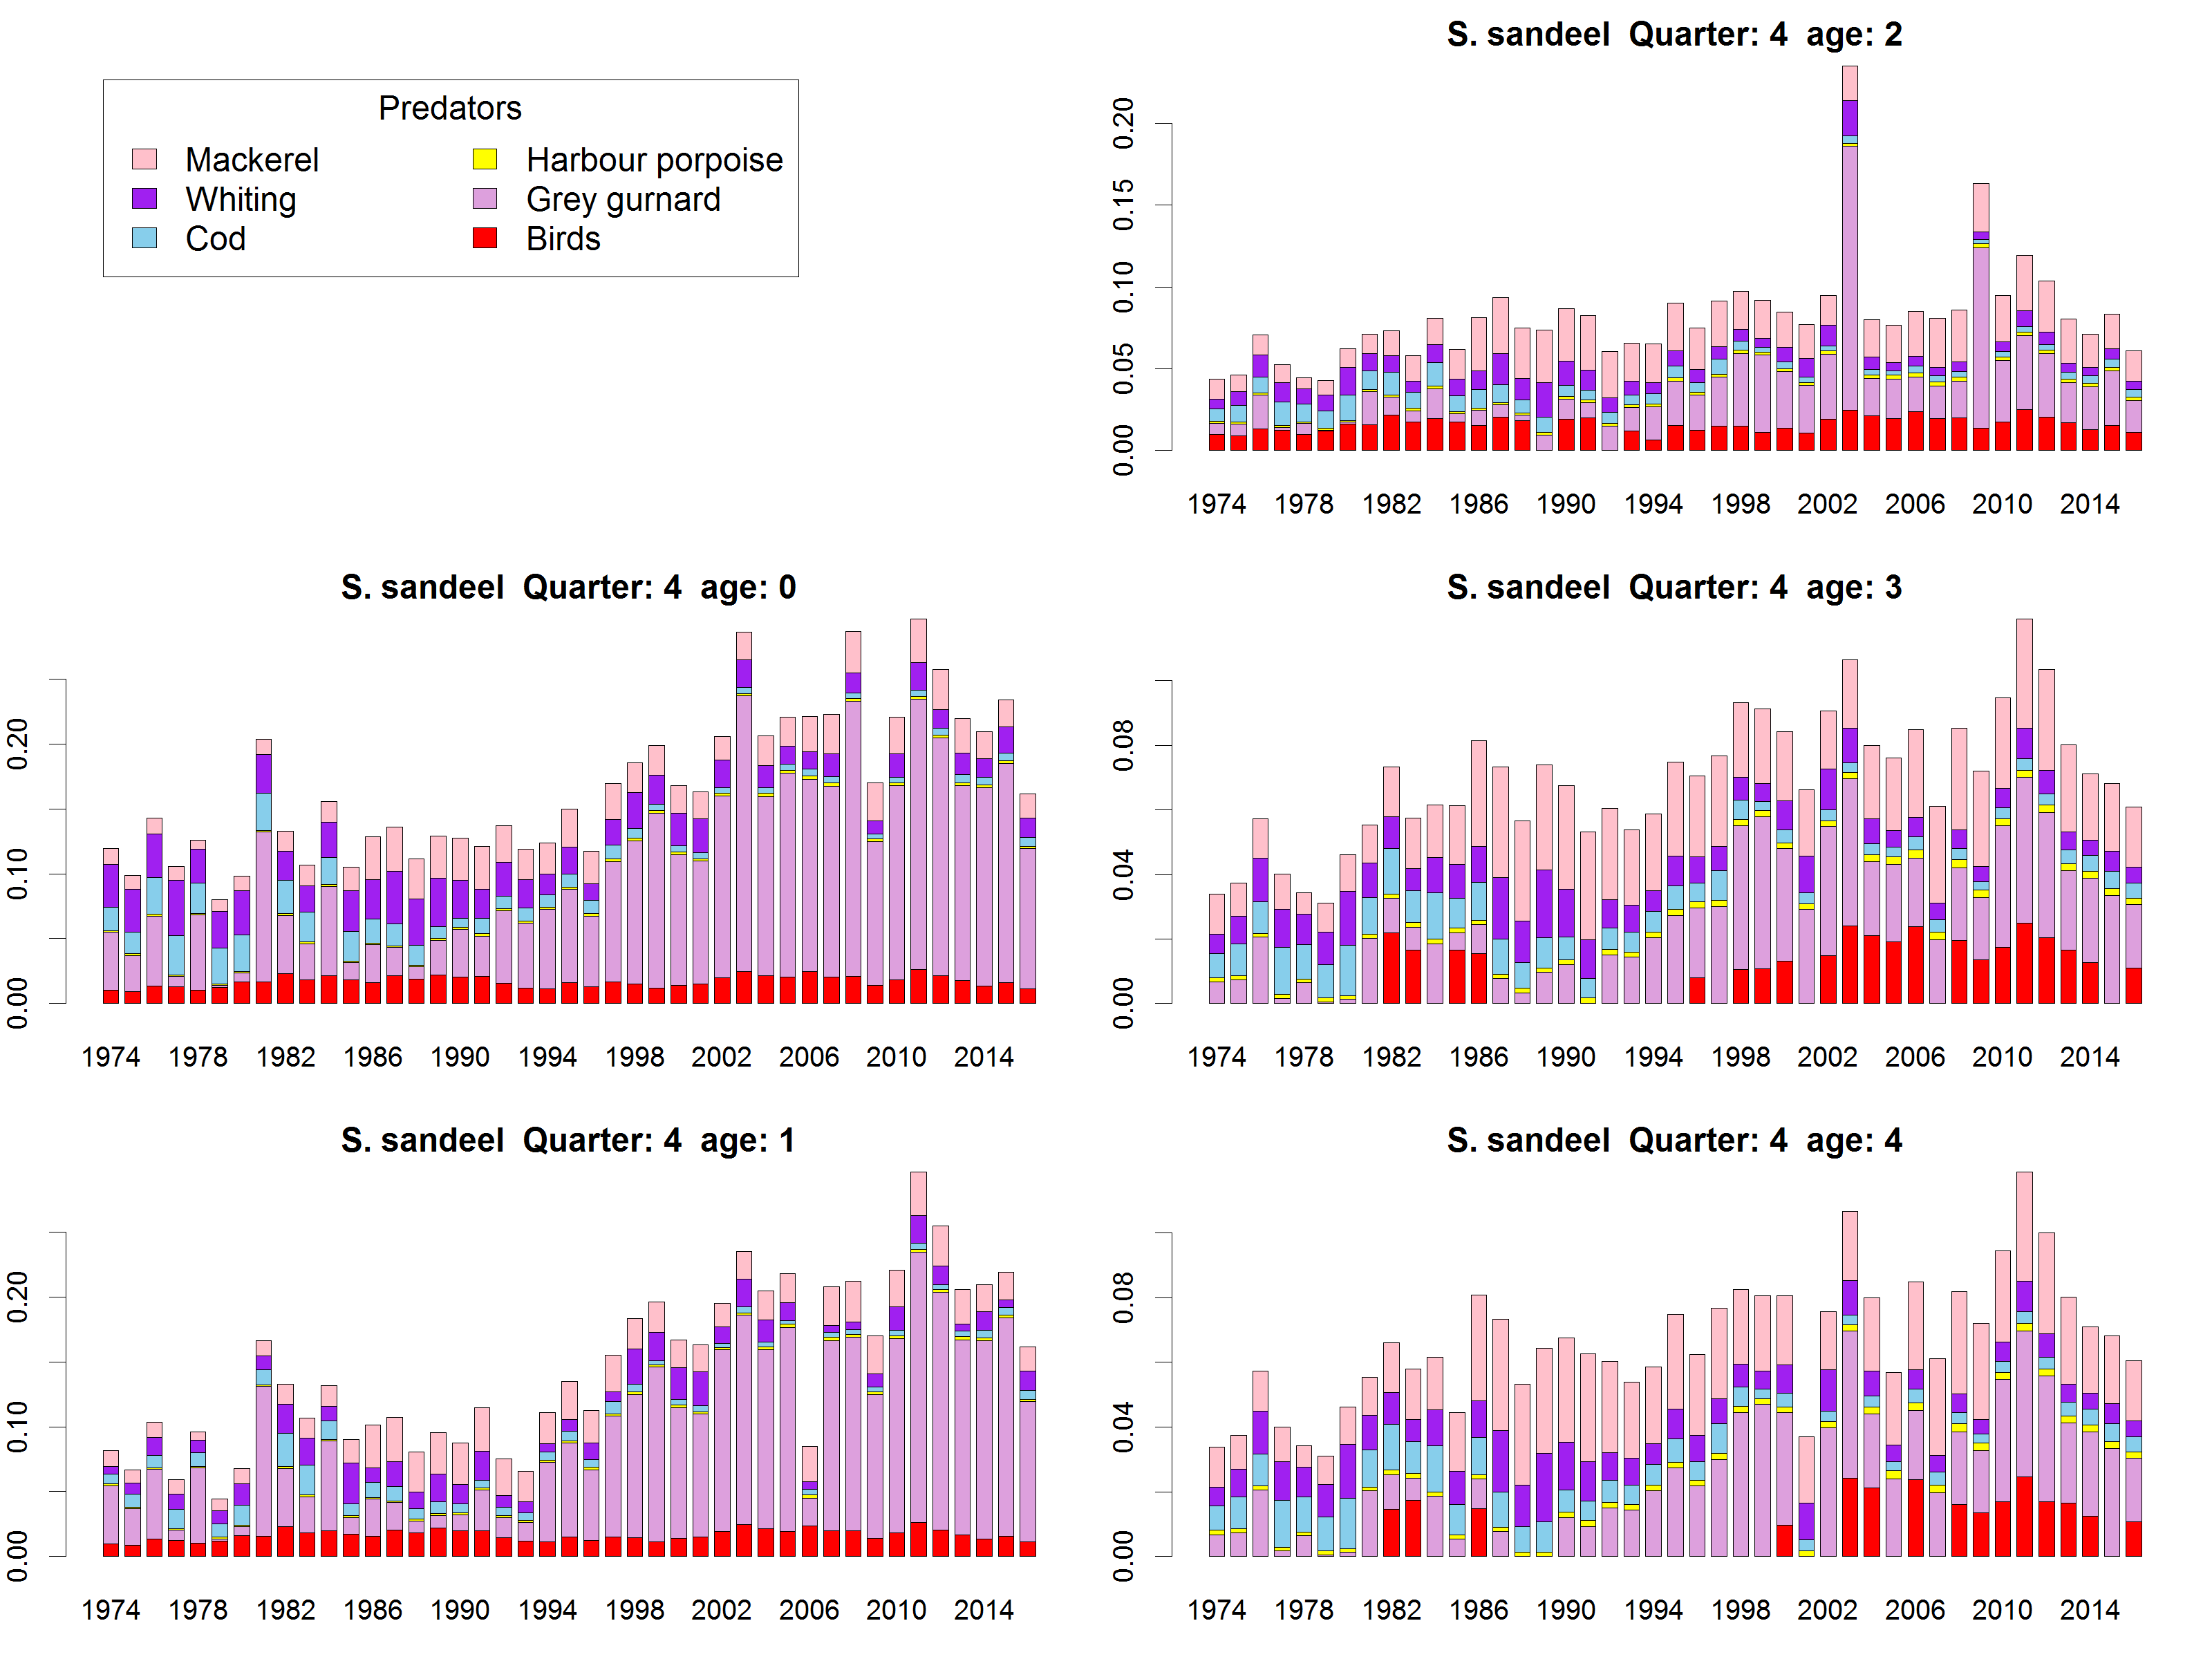 Predators
Mackerel Harbour porpoise
Whiting Grey gurnard
Cod Birds
S. sandeel Quarter: 4 age: 2
0.00 0.05 0.10 0.15 0.20
1974 1978 1982 1986 1990 1994 1998 2002 2006 2010 2014
S. sandeel Quarter: 4 age: 0
0.00 0.10 0.20
1974 1978 1982 1986 1990 1994 1998 2002 2006 2010 2014
S. sandeel Quarter: 4 age: 3
0.00 0.04 0.08
1974 1978 1982 1986 1990 1994 1998 2002 2006 2010 2014
S. sandeel Quarter: 4 age: 1
0.00 0.10 0.20
1974 1978 1982 1986 1990 1994 1998 2002 2006 2010 2014
S. sandeel Quarter: 4 age: 4
0.00 0.04 0.08
1974 1978 1982 1986 1990 1994 1998 2002 2006 2010 2014